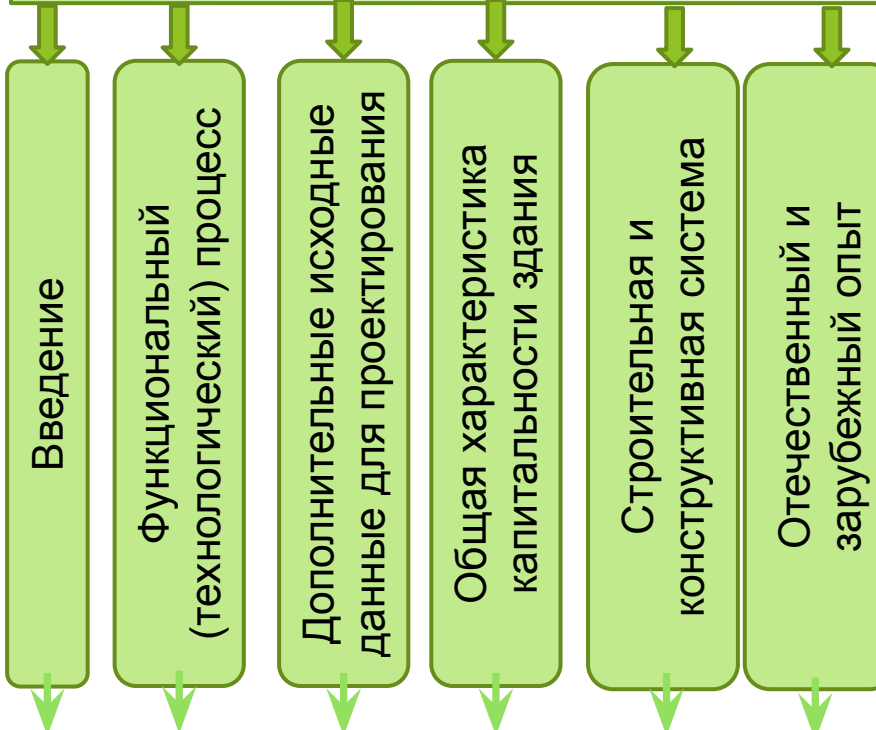 Введение
Функциональный
(технологический) процесс
Дополнительные исходные
данные для проектирования
Общая характеристика
капитальности здания
Строительная и
конструктивная система
Отечественный и
зарубежный опыт